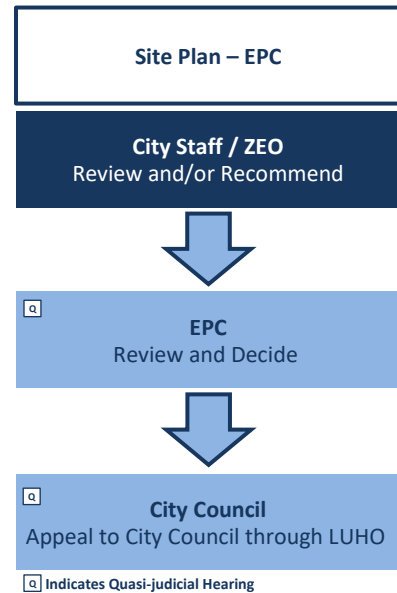 Site Plan – EPC
City Staff / ZEO
Review and/or Recommend
Q
EPC
Review and Decide
Q
City Council
Appeal to City Council through LUHO
Q Indicates Quasi-judicial Hearing